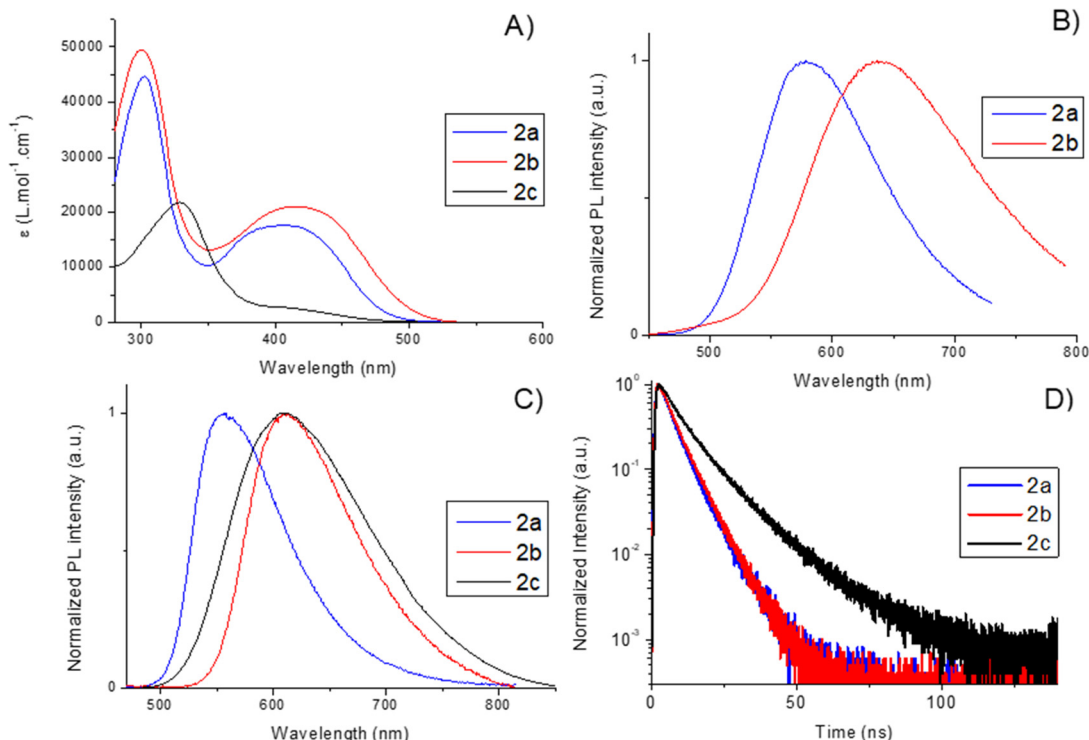 A)
50000
40000
30000
20000
10000
0
ε (L.mol⁻¹.cm⁻¹)
2a
2b
2c
300
400
500
600
Wavelength (nm)
B)
1
0
Normalized PL intensity (a.u.)
2a
2b
500
600
700
800
Wavelength (nm)
C)
1
0
Normalized PL intensity (a.u.)
2a
2b
2c
500
600
700
800
Wavelength (nm)
D)
10⁰
10⁻¹
10⁻²
10⁻³
Normalized Intensity (a.u.)
2a
2b
2c
0
50
100
Time (ns)